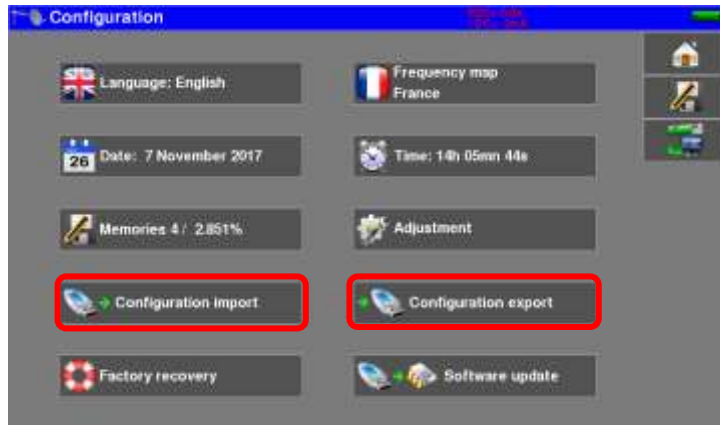 Configuration
Language: English
Frequency map
France
26
Date: 7 November 2017
Time: 14h 05mn 44s
Memories 4 / 2.851%
Adjustment
Configuration import
Configuration export
Factory recovery
Software update